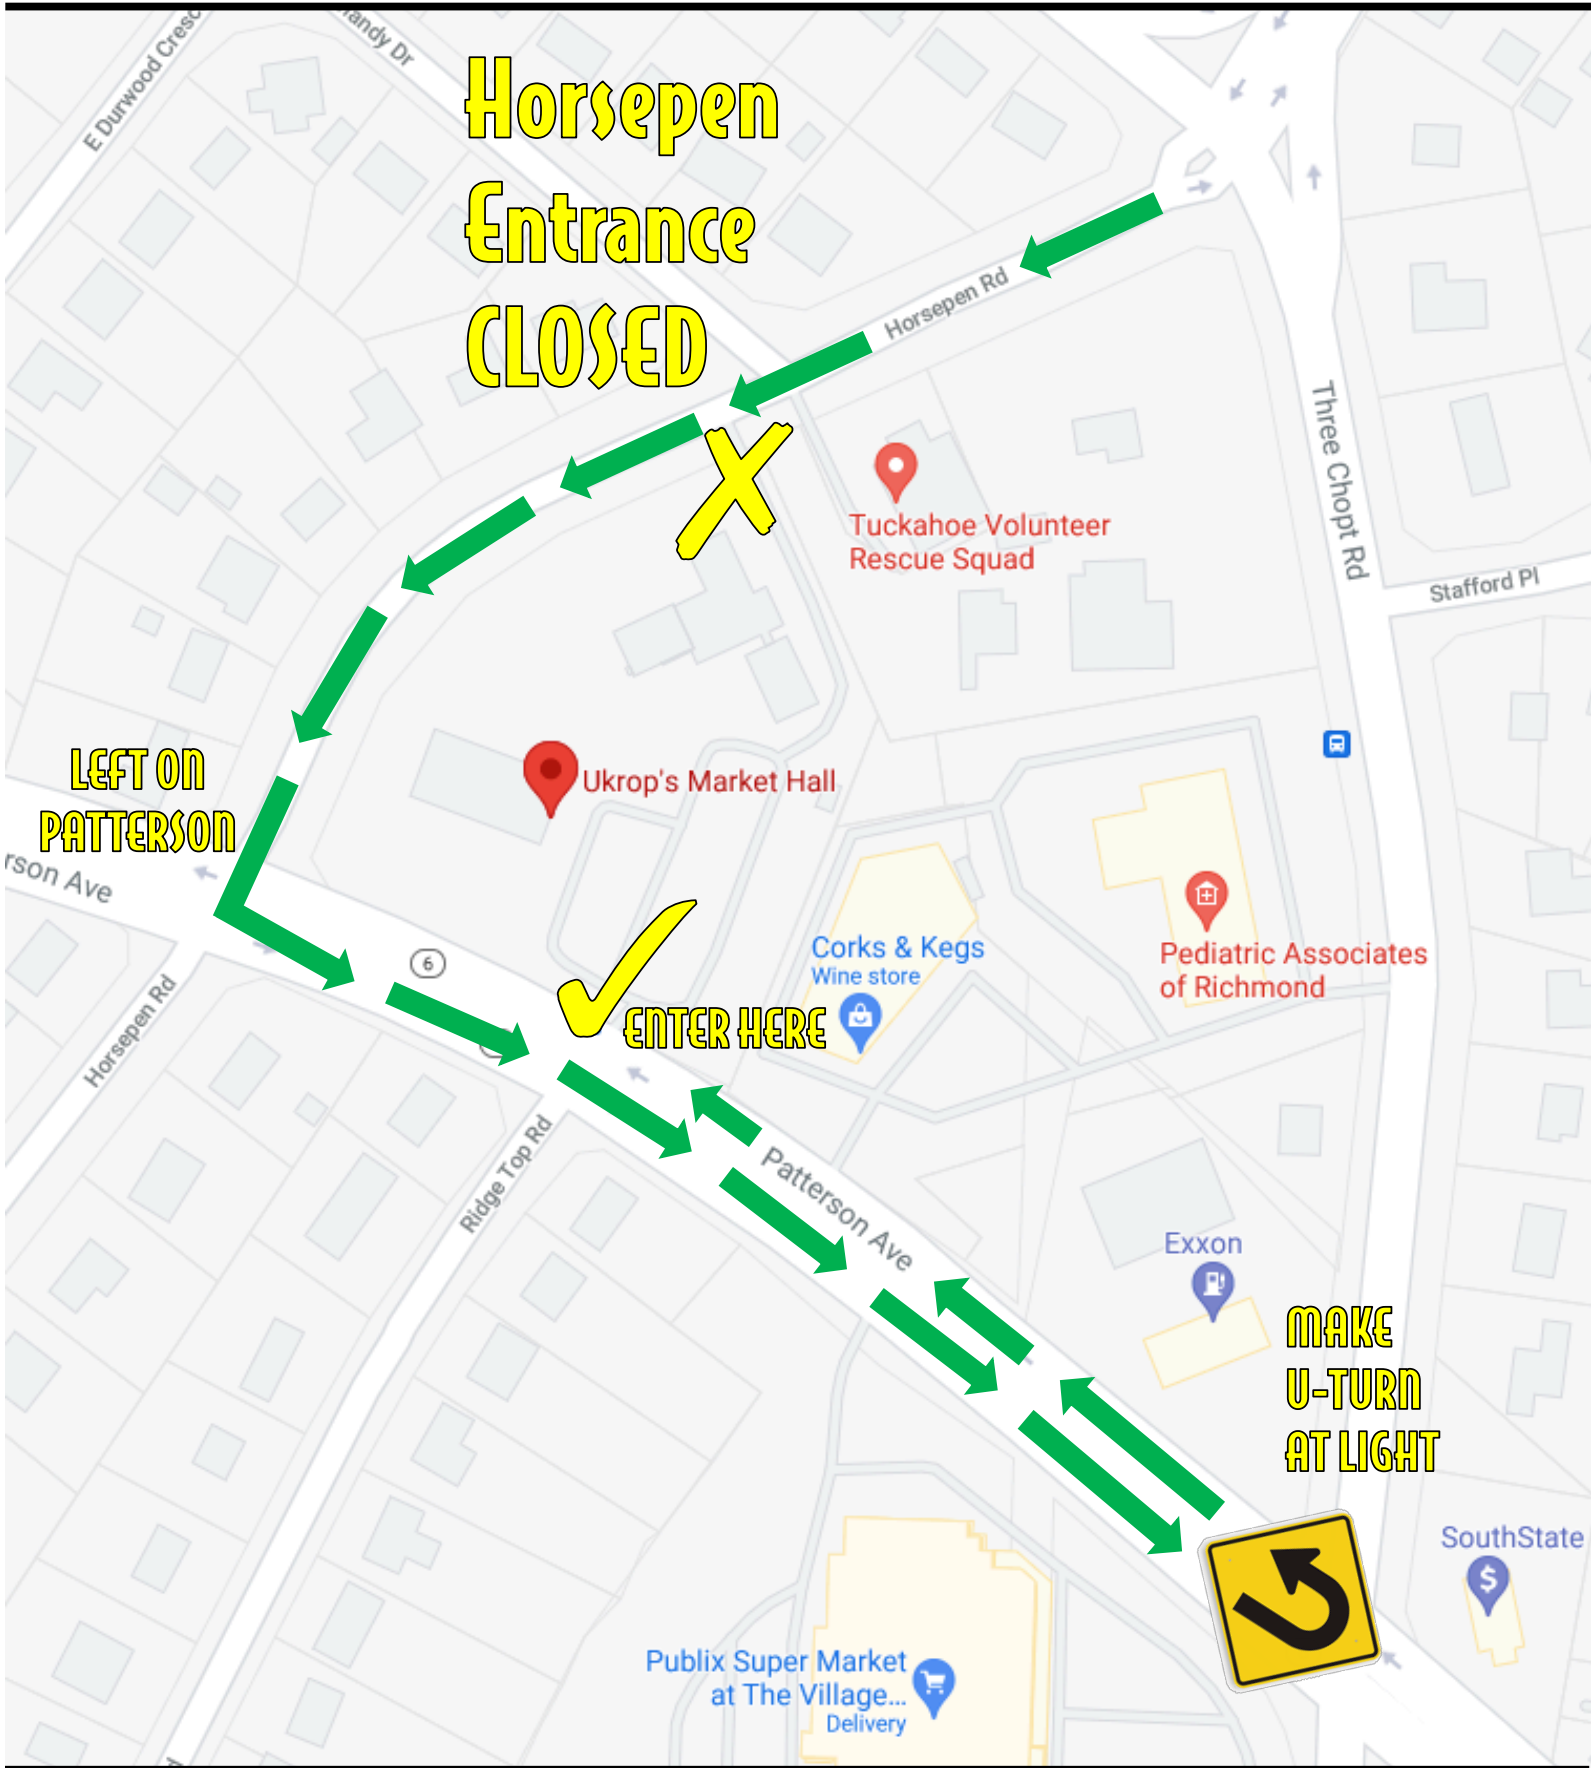 E Durwood Cresc
andy Dr
Horsepen
Entrance
CLOSED
Horsepen Rd
Three Chopt Rd
Tuckahoe Volunteer
Rescue Squad
Stafford Pl
LEFT ON
PATTERSON
Ukrop's Market Hall
rson Ave
6
Corks & Kegs
Wine store
Pediatric Associates
of Richmond
ENTER HERE
Horsepen Rd
Ridge Top Rd
Patterson Ave
Exxon
MAKE
U-TURN
AT LIGHT
SouthState
$
Publix Super Market
at The Village...
Delivery